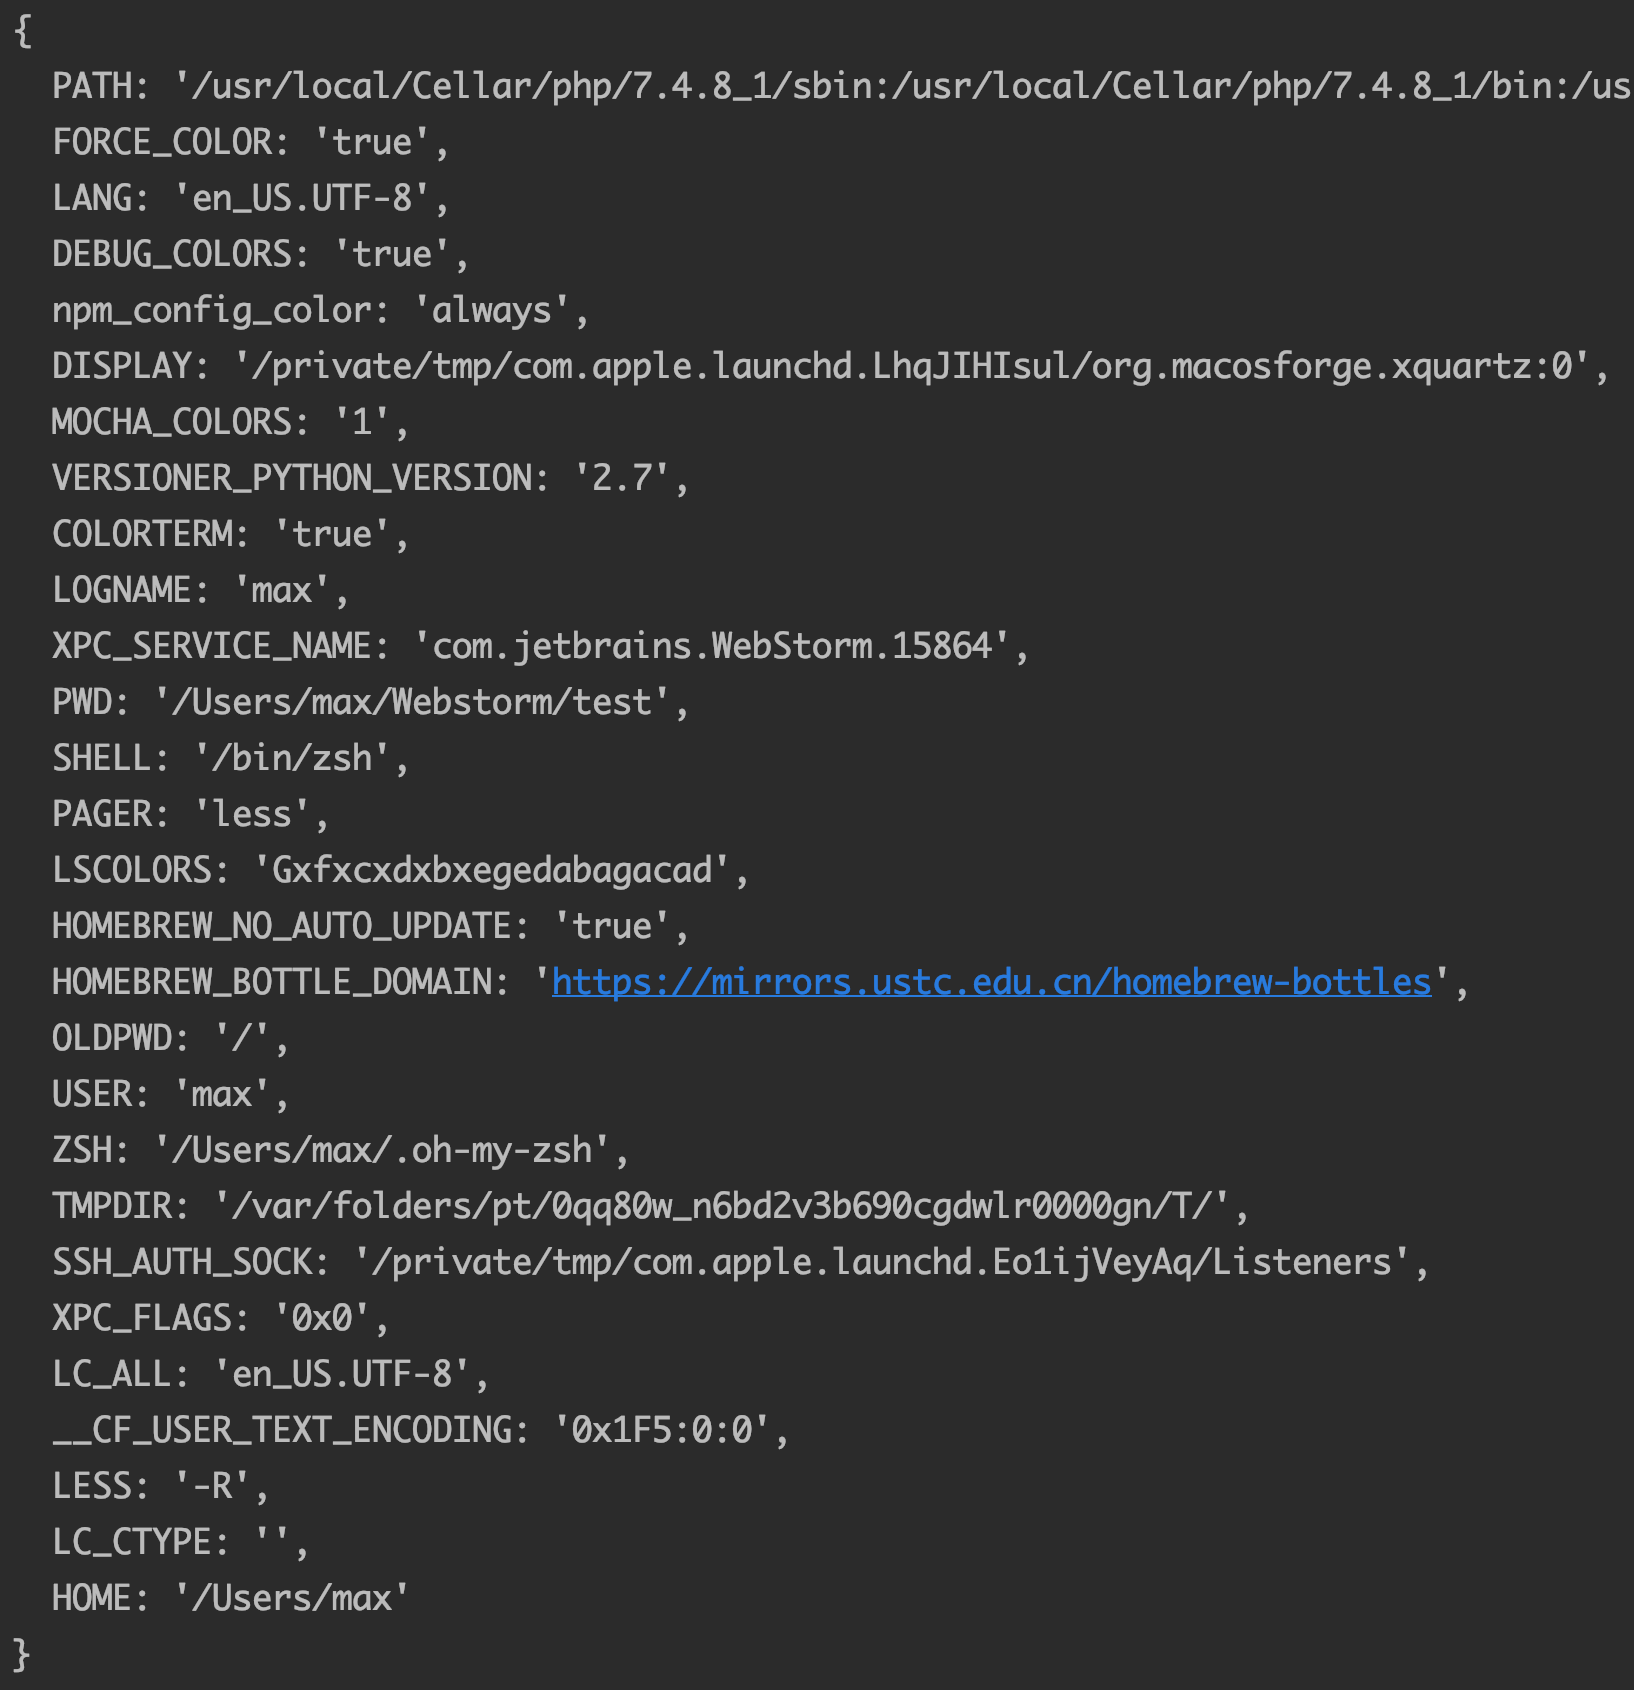 {
  PATH: '/usr/local/Cellar/php/7.4.8_1/sbin:/usr/local/Cellar/php/7.4.8_1/bin:/us
  FORCE_COLOR: 'true',
  LANG: 'en_US.UTF-8',
  DEBUG_COLORS: 'true',
  npm_config_color: 'always',
  DISPLAY: '/private/tmp/com.apple.launchd.LhqJIHIsul/org.macosforge.xquartz:0',
  MOCHA_COLORS: '1',
  VERSIONER_PYTHON_VERSION: '2.7',
  COLORTERM: 'true',
  LOGNAME: 'max',
  XPC_SERVICE_NAME: 'com.jetbrains.WebStorm.15864',
  PWD: '/Users/max/Webstorm/test',
  SHELL: '/bin/zsh',
  PAGER: 'less',
  LSCOLORS: 'Gxfxcxdxbxegedabagacad',
  HOMEBREW_NO_AUTO_UPDATE: 'true',
  HOMEBREW_BOTTLE_DOMAIN: 'https://mirrors.ustc.edu.cn/homebrew-bottles',
  OLDPWD: '/',
  USER: 'max',
  ZSH: '/Users/max/.oh-my-zsh',
  TMPDIR: '/var/folders/pt/0qq80w_n6bd2v3b690cgdwlr0000gn/T/',
  SSH_AUTH_SOCK: '/private/tmp/com.apple.launchd.Eo1ijVeyAq/Listeners',
  XPC_FLAGS: '0x0',
  LC_ALL: 'en_US.UTF-8',
  __CF_USER_TEXT_ENCODING: '0x1F5:0:0',
  LESS: '-R',
  LC_CTYPE: '',
  HOME: '/Users/max'
}